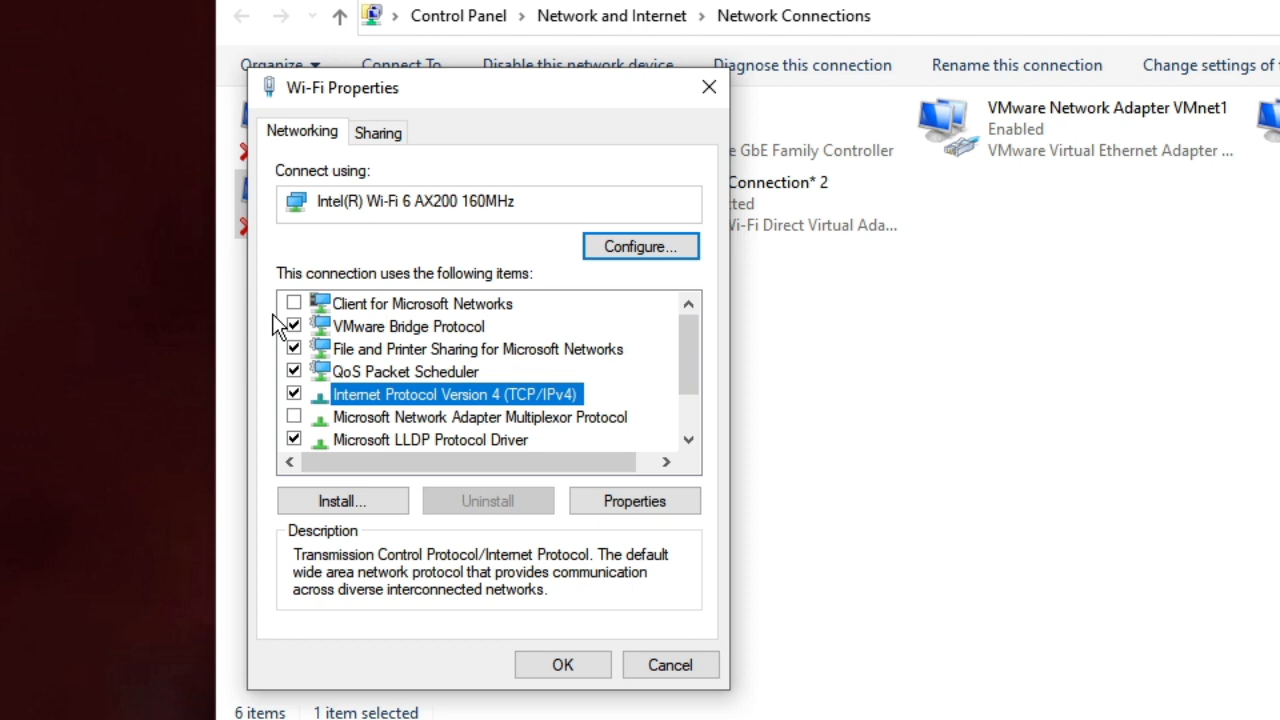 Control Panel > Network and Internet > Network Connections
Organize Connect To Disable this network device Diagnose this connection Rename this connection Change settings of
Wi-Fi Properties
Networking Sharing
Connect using:
Intel(R) Wi-Fi 6 AX200 160MHz
Configure...
This connection uses the following items:
Client for Microsoft Networks
VMware Bridge Protocol
File and Printer Sharing for Microsoft Networks
QoS Packet Scheduler
Internet Protocol Version 4 (TCP/IPv4)
Microsoft Network Adapter Multiplexor Protocol
Microsoft LLDP Protocol Driver
Install... Uninstall Properties
Description
Transmission Control Protocol/Internet Protocol. The default
wide area network protocol that provides communication
across diverse interconnected networks.
OK Cancel
GbE Family Controller
Connection* 2
Wi-Fi Direct Virtual Ada...
VMware Network Adapter VMnet1
Enabled
VMware Virtual Ethernet Adapter ...
6 items 1 item selected